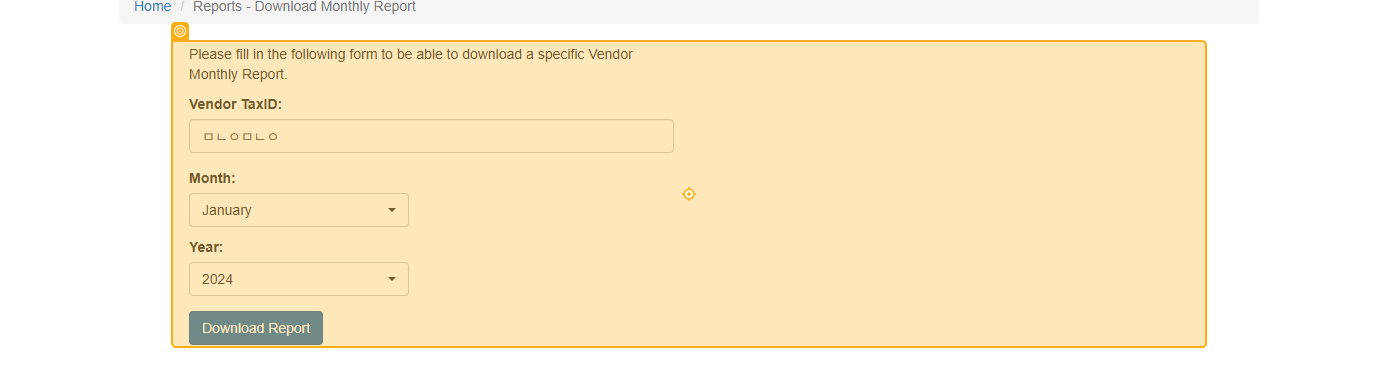 Home / Reports - Download Monthly Report
Please fill in the following form to be able to download a specific Vendor
Monthly Report.
Vendor TaxID:
ㅁㄴㅇㅁㄴㅇ
Month:
January
Year:
2024
Download Report